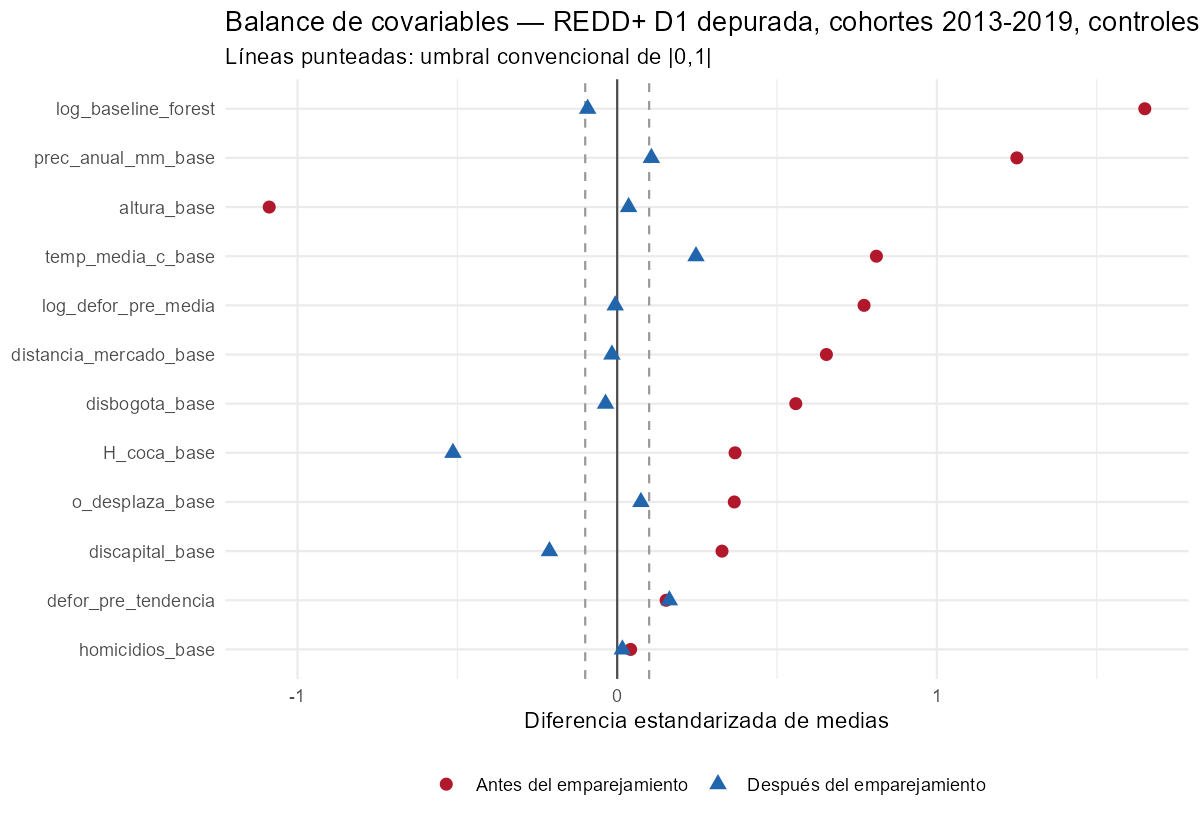 Balance de covariables — REDD+ D1 depurada, cohortes 2013-2019, controles
Líneas punteadas: umbral convencional de |0,1|
log_baseline_forest
prec_anual_mm_base
altura_base
temp_media_c_base
log_defor_pre_media
distancia_mercado_base
disbogota_base
H_coca_base
o_desplaza_base
discapital_base
defor_pre_tendencia
homicidios_base
-1 0 1
Diferencia estandarizada de medias
Antes del emparejamiento Después del emparejamiento